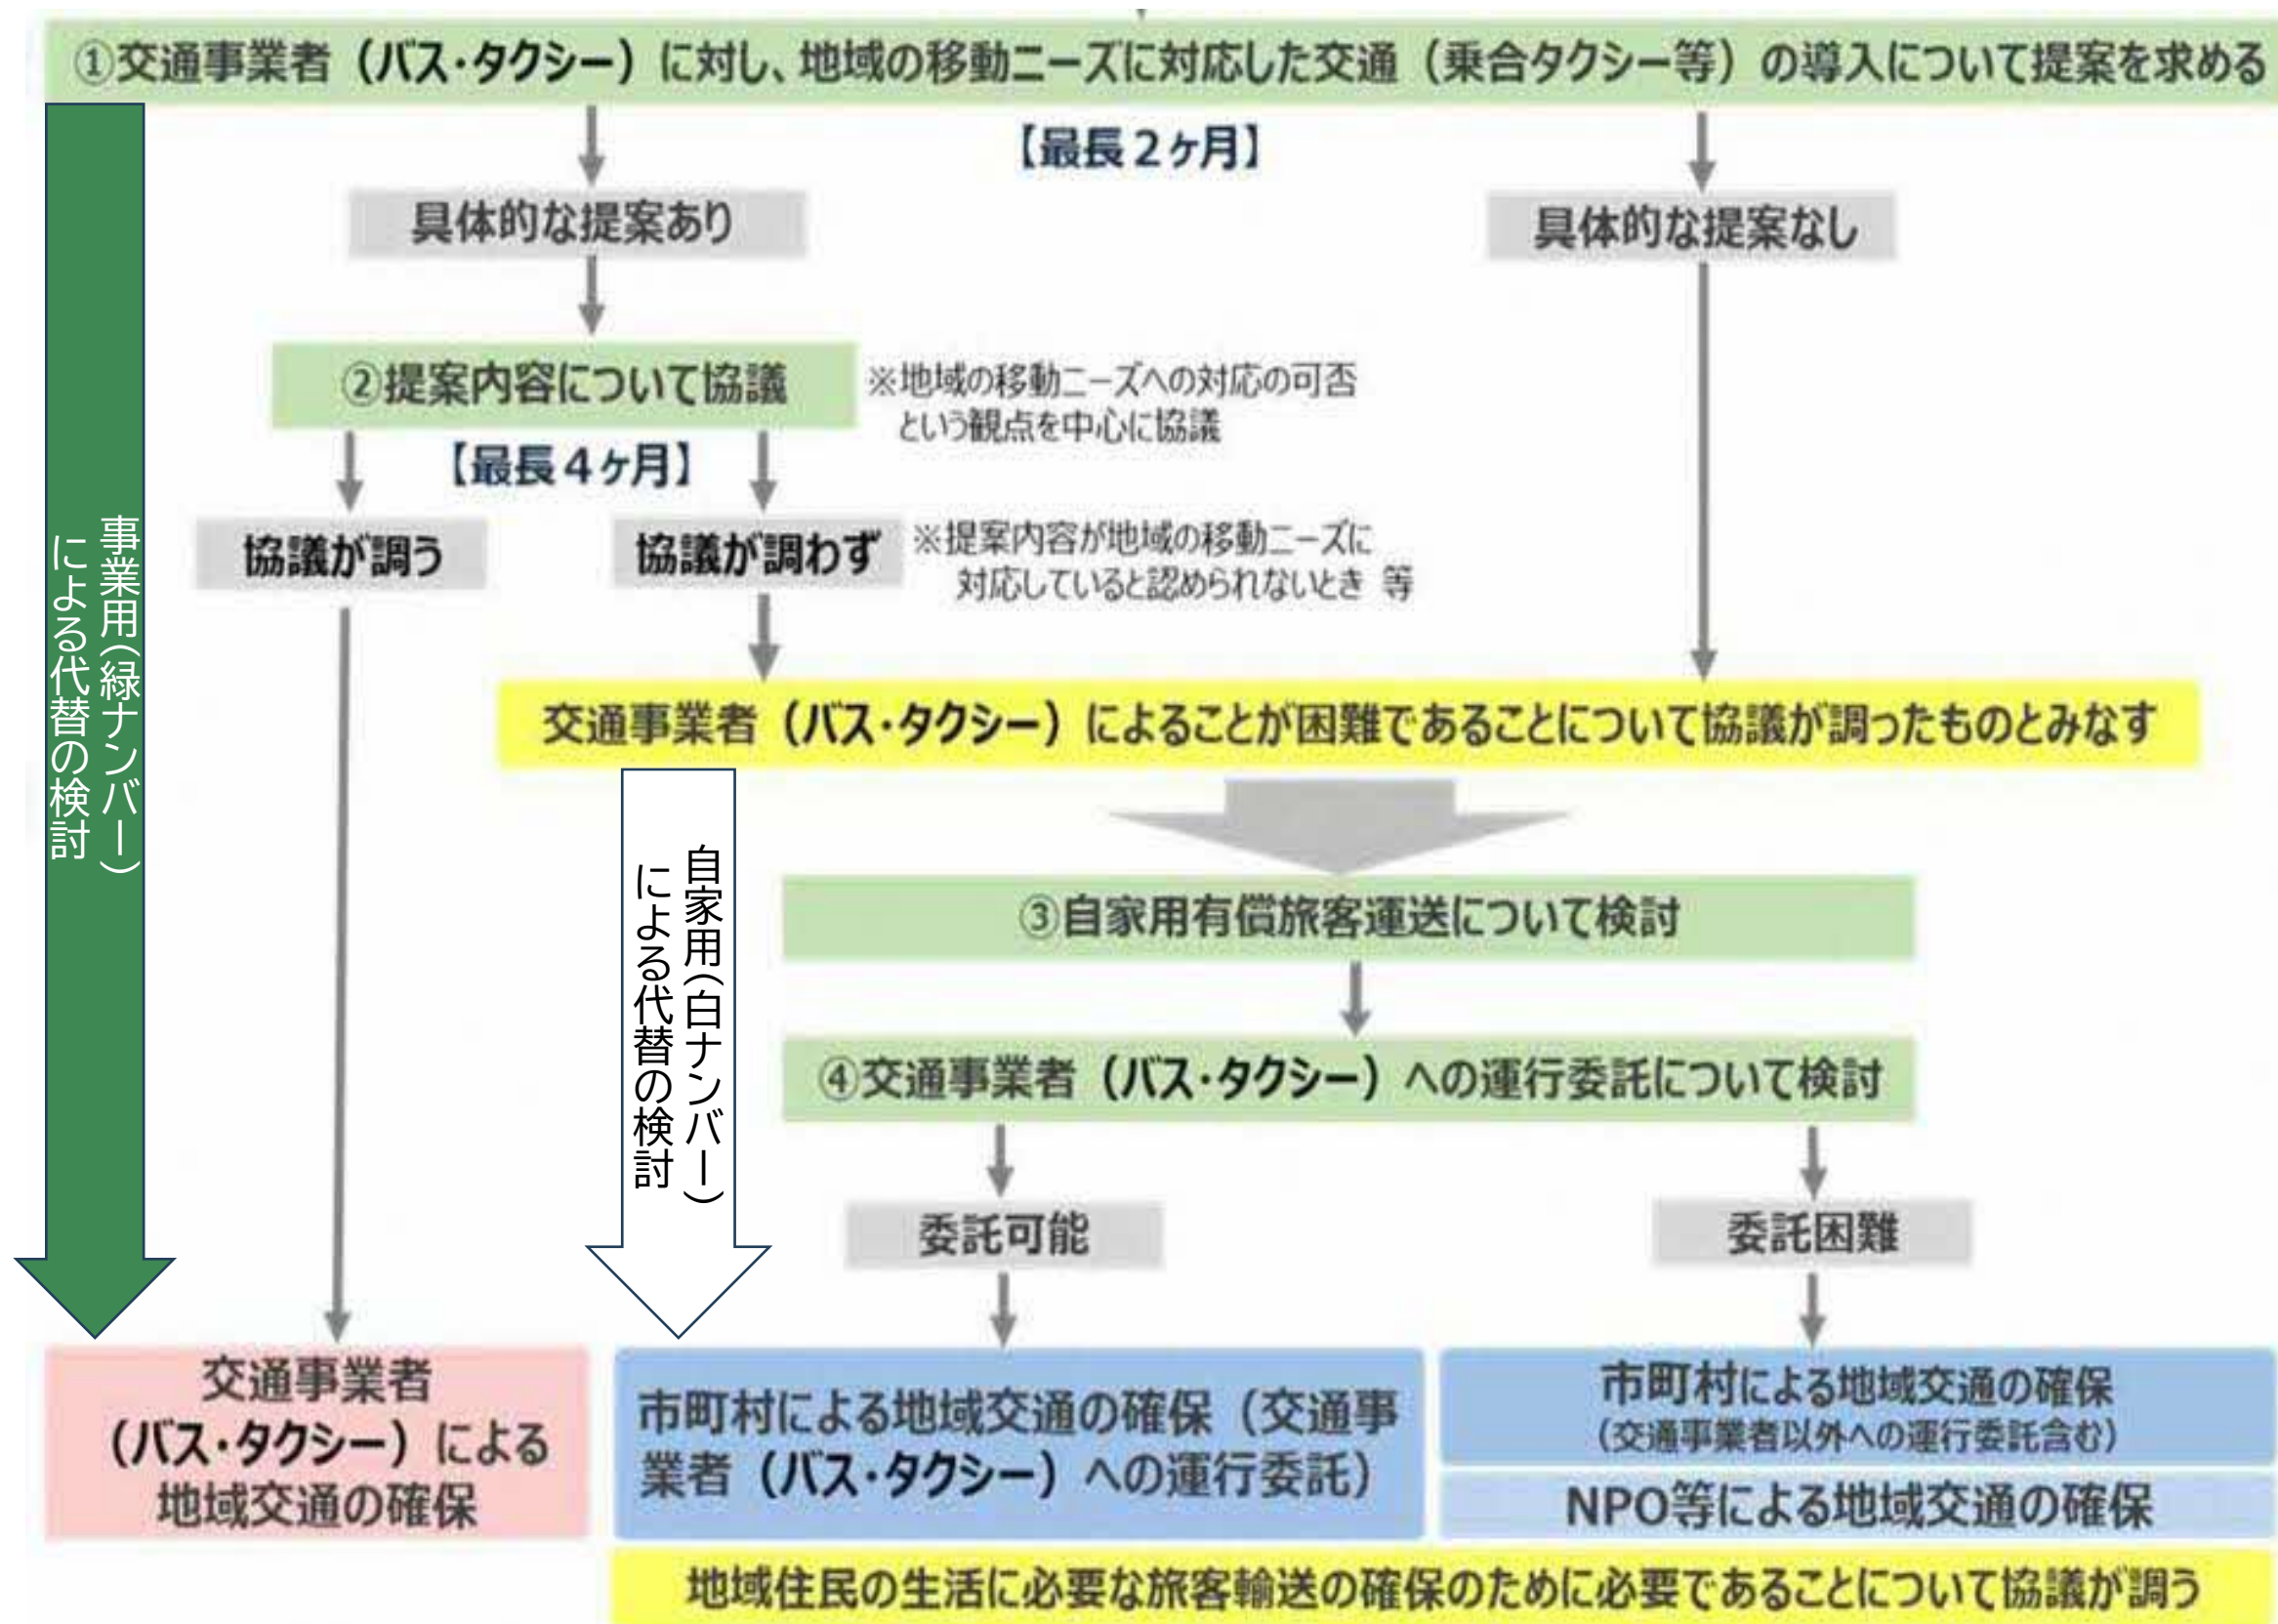 ①交通事業者（バス・タクシー）に対し、地域の移動ニーズに対応した交通（乗合タクシー等）の導入について提案を求める
【最長２ヶ月】
具体的な提案あり
具体的な提案なし
②提案内容について協議
※地域の移動ニーズへの対応の可否
という観点を中心に協議
【最長４ヶ月】
協議が調う
協議が調わず
※提案内容が地域の移動ニーズに
対応していると認められないとき 等
事業用（緑ナンバー）
による代替の検討
交通事業者（バス・タクシー）によることが困難であることについて協議が調ったものとみなす
自家用（白ナンバー）
による代替の検討
③自家用有償旅客運送について検討
④交通事業者（バス・タクシー）への運行委託について検討
委託可能
委託困難
交通事業者
（バス・タクシー）による
地域交通の確保
市町村による地域交通の確保（交通事
業者（バス・タクシー）への運行委託）
市町村による地域交通の確保
（交通事業者以外への運行委託含む）
NPO等による地域交通の確保
地域住民の生活に必要な旅客輸送の確保のために必要であることについて協議が調う